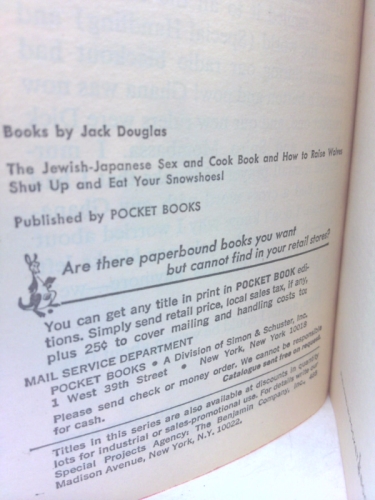 Books by Jack Douglas
The Jewish-Japanese Sex and Cook Book and How to Raise Wolves
Shut Up and Eat Your Snowshoes!
Published by POCKET BOOKS
Are there paperbound books you want
but cannot find in your retail stores?
You can get any title in print in POCKET BOOK edi-
tions. Simply send retail price, local sales tax, if any,
plus 25¢ to cover mailing and handling costs to:
MAIL SERVICE DEPARTMENT
POCKET BOOKS • A Division of Simon & Schuster, Inc.
1 West 39th Street • New York, New York 10018
Please send check or money order. We cannot be responsible
for cash. Catalogue sent free on request.
Titles in this series are also available at discounts in quantity
lots for industrial or sales-promotional use. For details write our
Special Projects Agency: The Benjamin Company, Inc. 485
Madison Avenue, New York, N.Y. 10022.